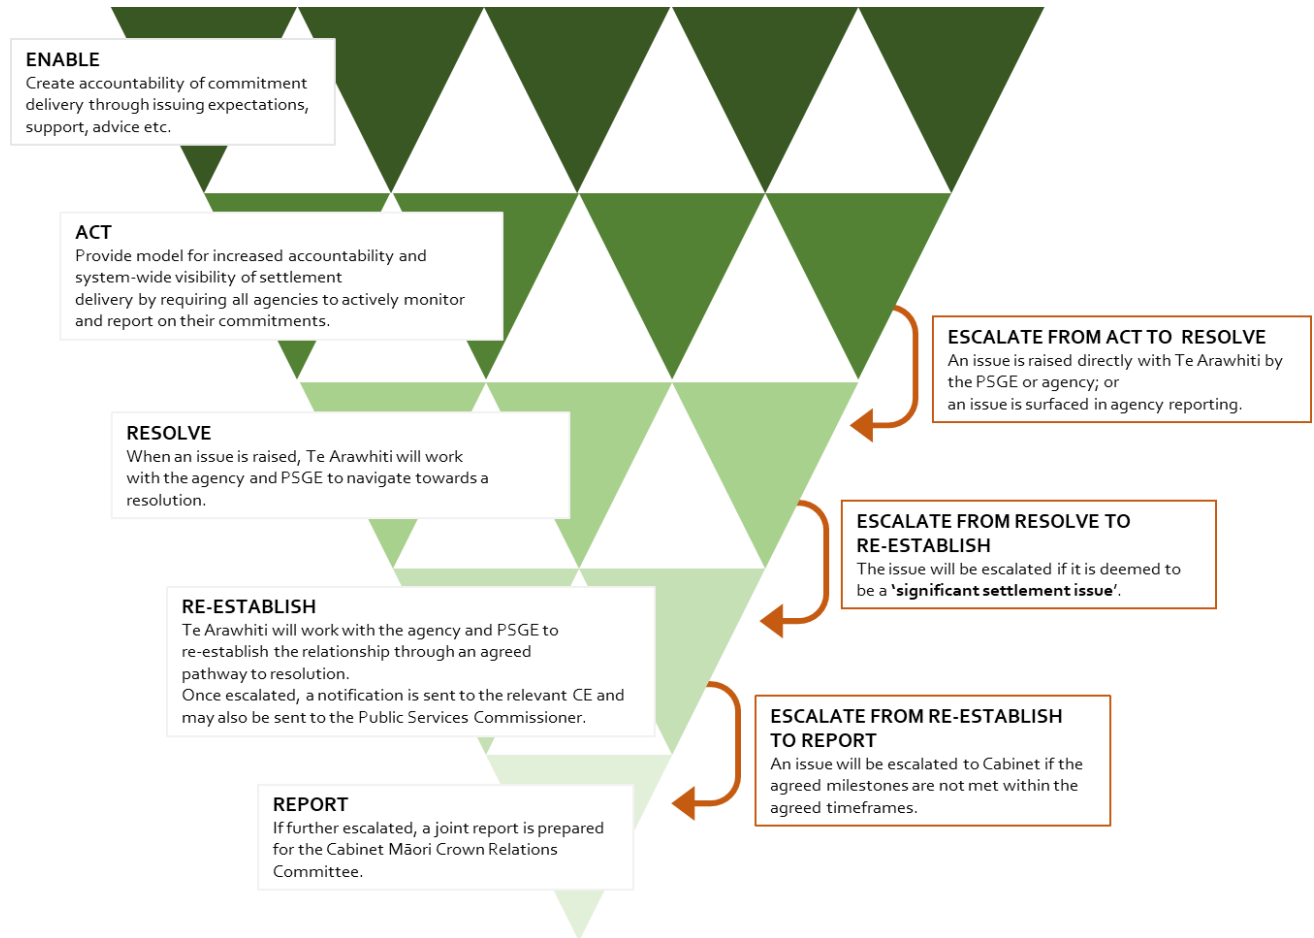 ENABLE
Create accountability of commitment
delivery through issuing expectations,
support, advice etc.
ACT
Provide model for increased accountability and
system-wide visibility of settlement
delivery by requiring all agencies to actively monitor
and report on their commitments.
ESCALATE FROM ACT TO RESOLVE
An issue is raised directly with Te Arawhiti by
the PSGE or agency; or
an issue is surfaced in agency reporting.
RESOLVE
When an issue is raised, Te Arawhiti will work
with the agency and PSGE to navigate towards a
resolution.
ESCALATE FROM RESOLVE TO
RE-ESTABLISH
The issue will be escalated if it is deemed to
be a ‘significant settlement issue’.
RE-ESTABLISH
Te Arawhiti will work with the agency and PSGE to
re-establish the relationship through an agreed
pathway to resolution.
Once escalated, a notification is sent to the relevant CE and
may also be sent to the Public Services Commissioner.
ESCALATE FROM RE-ESTABLISH
TO REPORT
An issue will be escalated to Cabinet if the
agreed milestones are not met within the
agreed timeframes.
REPORT
If further escalated, a joint report is prepared
for the Cabinet Māori Crown Relations
Committee.